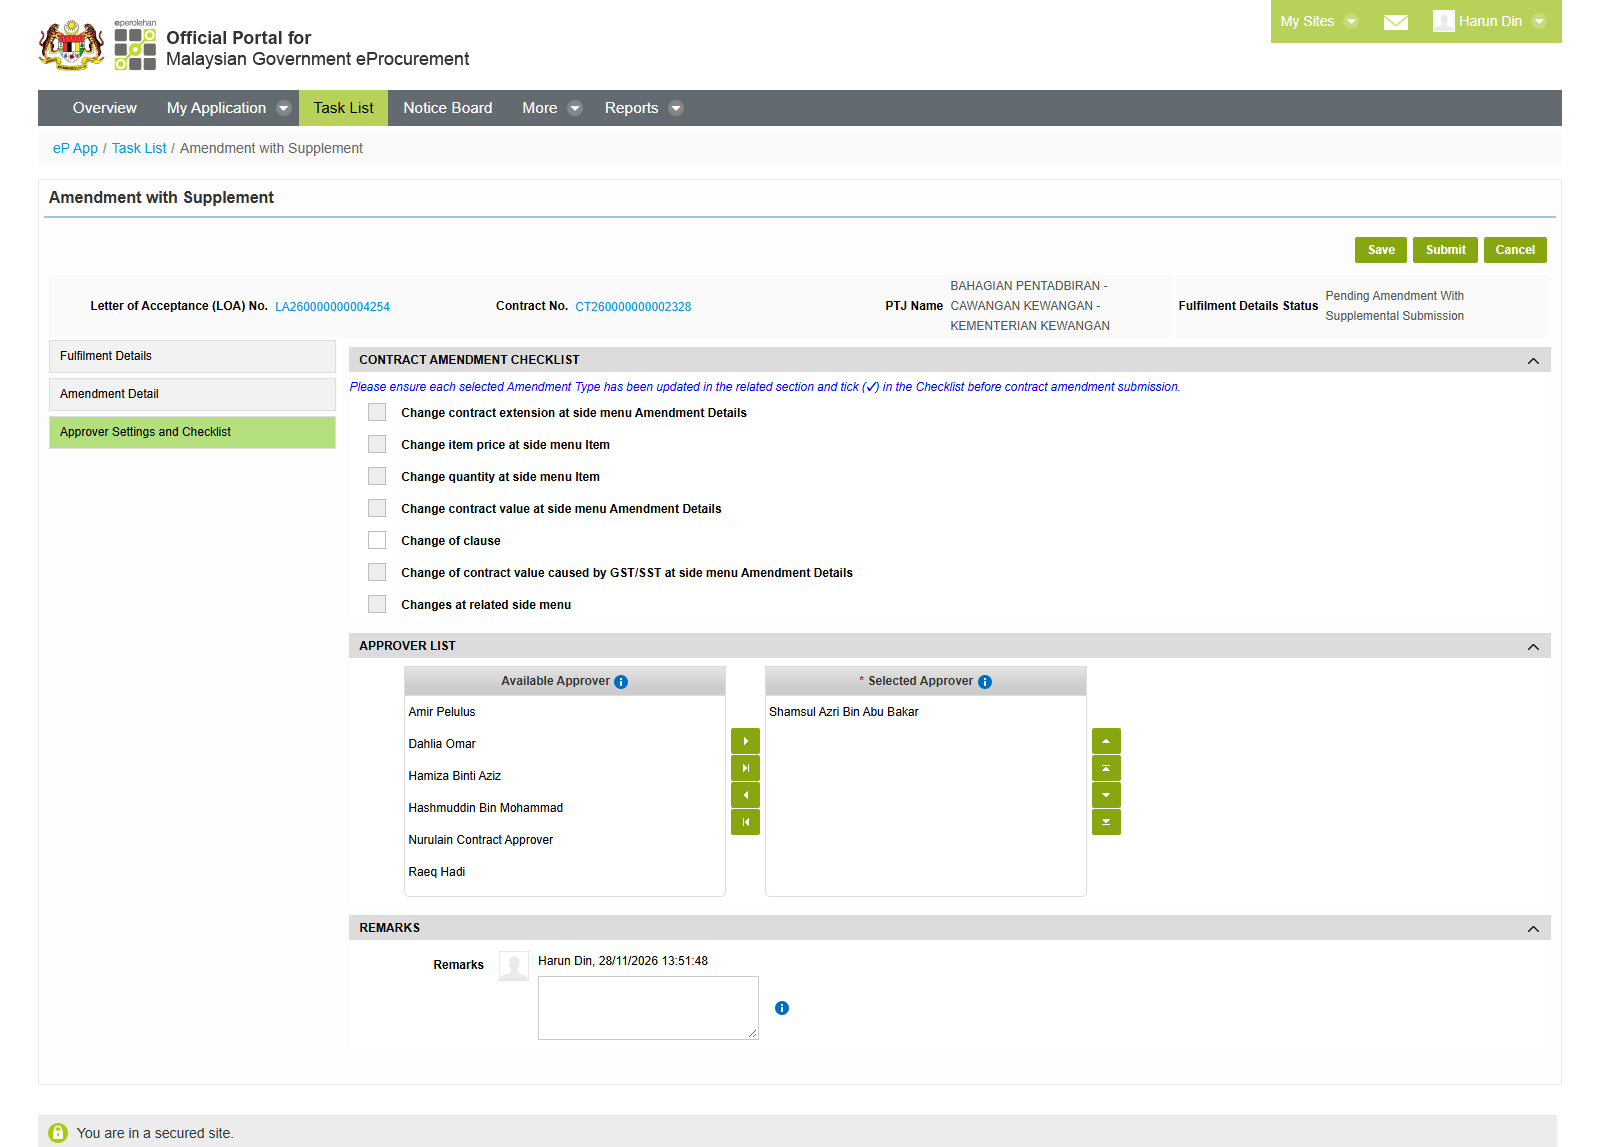 My Sites
Harun Din
eperolehan
Official Portal for
Malaysian Government eProcurement
Overview
My Application
Task List
Notice Board
More
Reports
eP App / Task List / Amendment with Supplement
Amendment with Supplement
Save
Submit
Cancel
Letter of Acceptance (LOA) No. LA260000000004254
Contract No. CT260000000002328
PTJ Name
BAHAGIAN PENTADBIRAN -
CAWANGAN KEWANGAN -
KEMENTERIAN KEWANGAN
Fulfilment Details Status
Pending Amendment With
Supplemental Submission
Fulfilment Details
Amendment Detail
Approver Settings and Checklist
CONTRACT AMENDMENT CHECKLIST
Please ensure each selected Amendment Type has been updated in the related section and tick (✓) in the Checklist before contract amendment submission.
Change contract extension at side menu Amendment Details
Change item price at side menu Item
Change quantity at side menu Item
Change contract value at side menu Amendment Details
Change of clause
Change of contract value caused by GST/SST at side menu Amendment Details
Changes at related side menu
APPROVER LIST
Available Approver
Amir Pelulus
Dahlia Omar
Hamiza Binti Aziz
Hashmuddin Bin Mohammad
Nurulain Contract Approver
Raeq Hadi
* Selected Approver
Shamsul Azri Bin Abu Bakar
REMARKS
Remarks
Harun Din, 28/11/2026 13:51:48
You are in a secured site.